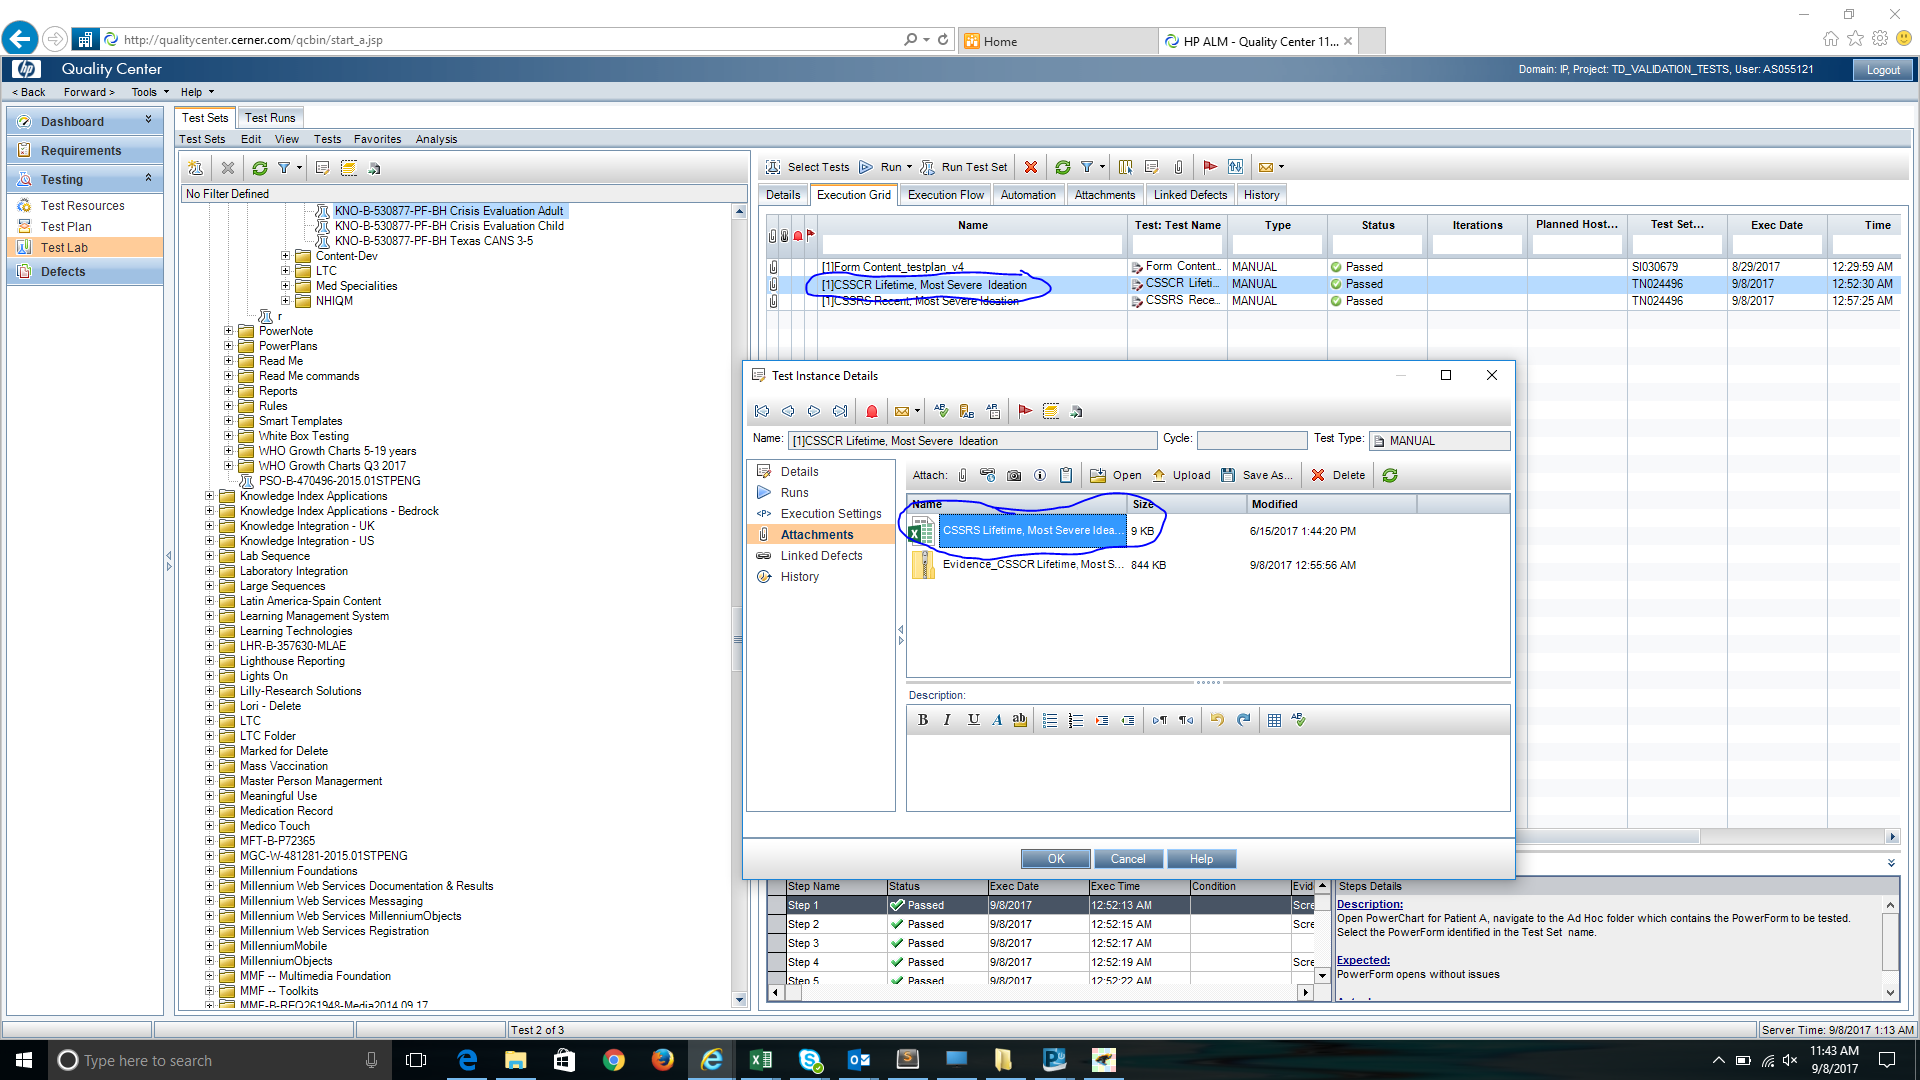 http://qualitycenter.cerner.com/qcbin/start_a.jsp
Home
HP ALM - Quality Center 11...
hp
Quality Center
Domain: IP, Project: TD_VALIDATION_TESTS, User: AS055121
Logout
< Back Forward > Tools Help
Dashboard
Requirements
Testing
Test Resources
Test Plan
Test Lab
Defects
Test Sets Test Runs
Test Sets Edit View Tests Favorites Analysis
No Filter Defined
KNO-B-530877-PF-BH Crisis Evaluation Adult
KNO-B-530877-PF-BH Crisis Evaluation Child
KNO-B-530877-PF-BH Texas CANS 3-5
Content-Dev
LTC
Med Specialities
NHIQM
r
PowerNote
PowerPlans
Read Me
Read Me commands
Reports
Rules
Smart Templates
White Box Testing
WHO Growth Charts 5-19 years
WHO Growth Charts Q3 2017
PSO-B-470496-2015.01STPENG
Knowledge Index Applications
Knowledge Index Applications - Bedrock
Knowledge Integration - UK
Knowledge Integration - US
Lab Sequence
Laboratory Integration
Large Sequences
Latin America-Spain Content
Learning Management System
Learning Technologies
LHR-B-357630-MLAE
Lighthouse Reporting
Lights On
Lilly-Research Solutions
Lori - Delete
LTC
LTC Folder
Marked for Delete
Mass Vaccination
Master Person Management
Meaningful Use
Medication Record
Medico Touch
MFT-B-P72365
MGC-W-481281-2015.01STPENG
Millennium Foundations
Millennium Web Services Documentation & Results
Millennium Web Services Messaging
Millennium Web Services MillenniumObjects
Millennium Web Services Registration
MillenniumMobile
MillenniumObjects
MMF -- Multimedia Foundation
MMF -- Toolkits
MMF-B-REQ261948-Media2014.09.17
Select Tests Run Run Test Set
Details Execution Grid Execution Flow Automation Attachments Linked Defects History
Name Test: Test Name Type Status Iterations Planned Host... Test Set... Exec Date Time
[1]Form Content_testplan_v4 Form Content... MANUAL Passed SI030679 8/29/2017 12:29:59 AM
[1]CSSCR Lifetime, Most Severe Ideation CSSCR Lifeti... MANUAL Passed TN024496 9/8/2017 12:52:30 AM
[1]CSSRS Recent, Most Severe Ideation CSSRS Rece... MANUAL Passed TN024496 9/8/2017 12:57:25 AM
Test Instance Details
Name: [1]CSSCR Lifetime, Most Severe Ideation Cycle: Test Type: MANUAL
Details
Runs
Execution Settings
Attachments
Linked Defects
History
Attach: Open Upload Save As... Delete
Name Size Modified
CSSRS Lifetime, Most Severe Idea... 9 KB 6/15/2017 1:44:20 PM
Evidence_CSSCR Lifetime, Most S... 844 KB 9/8/2017 12:55:56 AM
Description:
B I U A ab
OK Cancel Help
Step Name Status Exec Date Exec Time Condition Evid
Step 1 Passed 9/8/2017 12:52:13 AM Scre
Step 2 Passed 9/8/2017 12:52:15 AM Scre
Step 3 Passed 9/8/2017 12:52:17 AM
Step 4 Passed 9/8/2017 12:52:19 AM Scre
Step 5 Passed 9/8/2017 12:52:22 AM
Steps Details
Description:
Open PowerChart for Patient A, navigate to the Ad Hoc folder which contains the PowerForm to be tested.
Select the PowerForm identified in the Test Set name.
Expected:
PowerForm opens without issues
Test 2 of 3
Server Time: 9/8/2017 1:13 AM
Type here to search
11:43 AM
9/8/2017